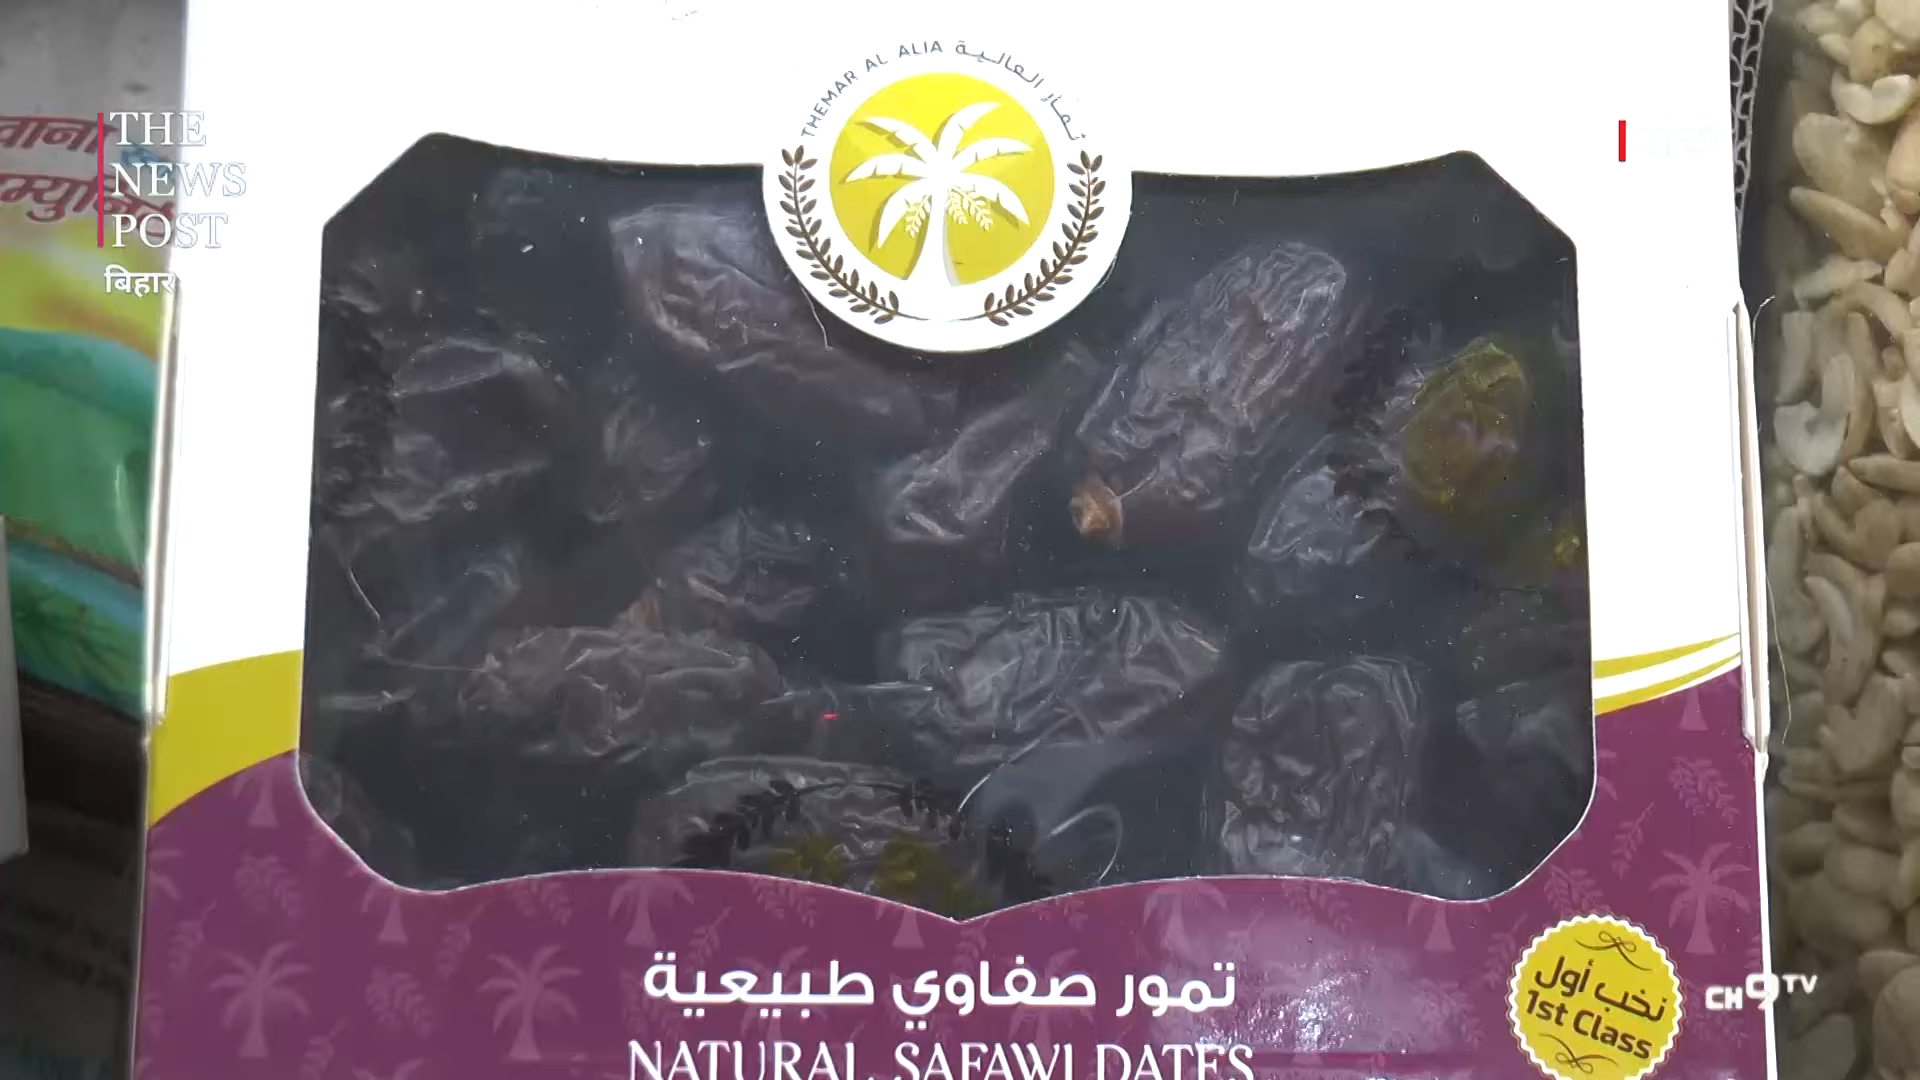 THEMAR AL ALIA ثمار العالية
THE
NEWS
POST
बिहार
تمور صفاوي طبيعية
NATURAL SAFAWI DATES
نخب أول
1st Class
CH9TV